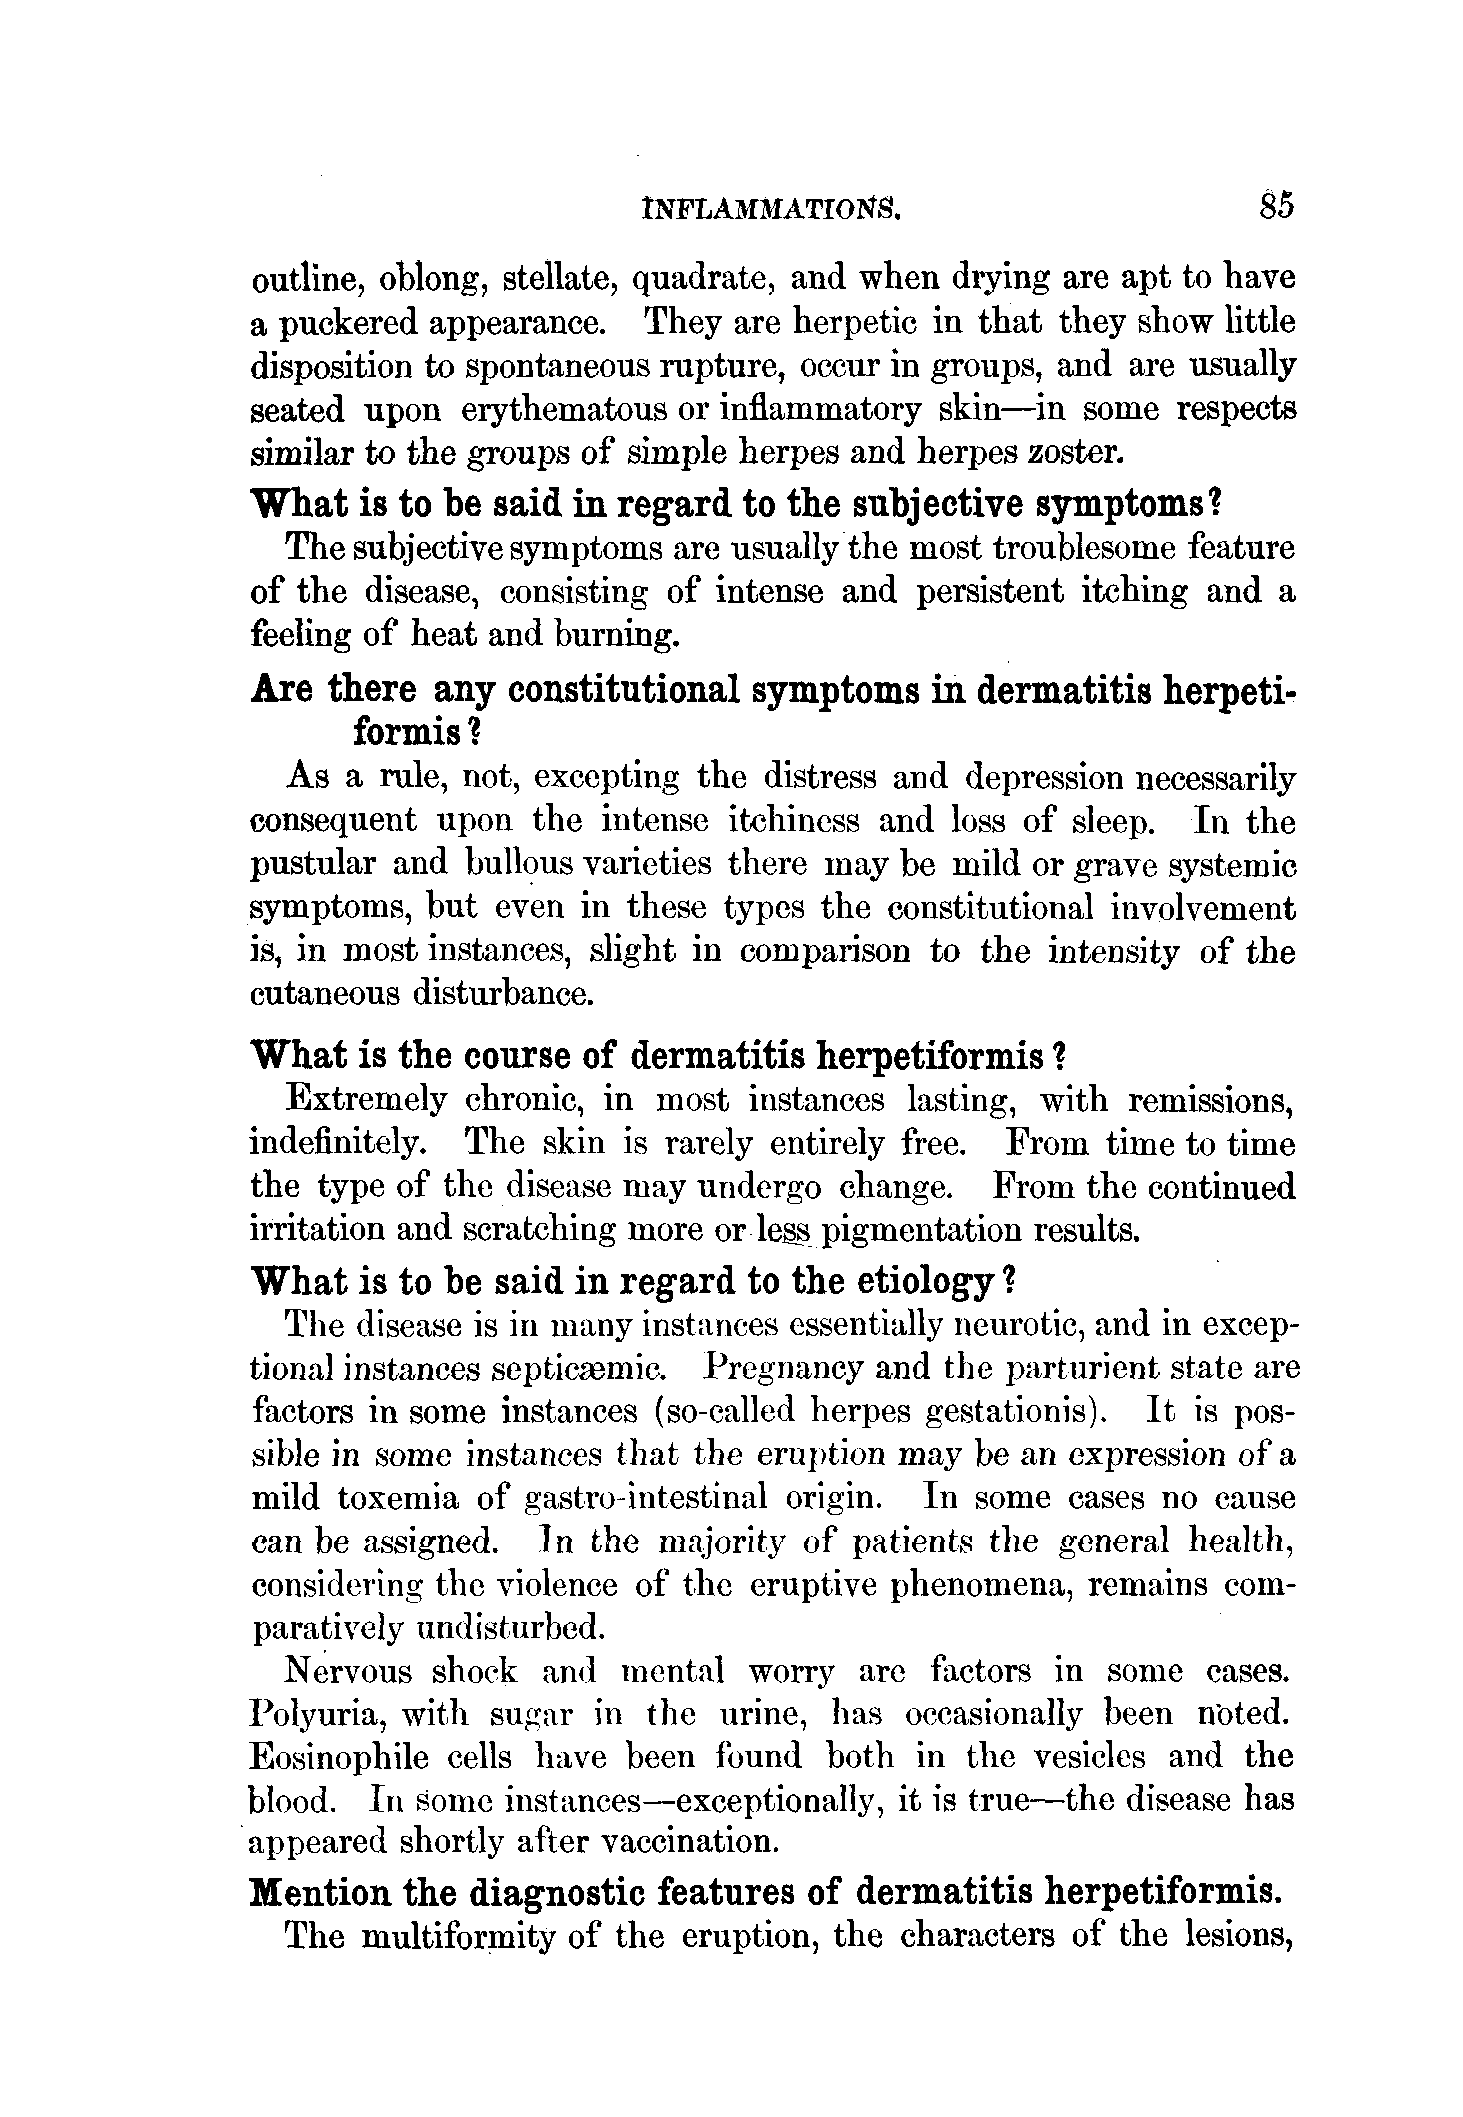 INFLAMMATIONS. 85
outline, oblong, stellate, quadrate, and when drying are apt to have
a puckered appearance. They are herpetic in that they show little
disposition to spontaneous rupture, occur in groups, and are usually
seated upon erythematous or inflammatory skin—in some respects
similar to the groups of simple herpes and herpes zoster.
What is to be said in regard to the subjective symptoms?
The subjective symptoms are usually the most troublesome feature
of the disease, consisting of intense and persistent itching and a
feeling of heat and burning.
Are there any constitutional symptoms in dermatitis herpeti-
formis?
As a rule, not, excepting the distress and depression necessarily
consequent upon the intense itchiness and loss of sleep. In the
pustular and bullous varieties there may be mild or grave systemic
symptoms, but even in these types the constitutional involvement
is, in most instances, slight in comparison to the intensity of the
cutaneous disturbance.
What is the course of dermatitis herpetiformis?
Extremely chronic, in most instances lasting, with remissions,
indefinitely. The skin is rarely entirely free. From time to time
the type of the disease may undergo change. From the continued
irritation and scratching more or less pigmentation results.
What is to be said in regard to the etiology?
The disease is in many instances essentially neurotic, and in excep-
tional instances septicæmic. Pregnancy and the parturient state are
factors in some instances (so-called herpes gestationis). It is pos-
sible in some instances that the eruption may be an expression of a
mild toxemia of gastro-intestinal origin. In some cases no cause
can be assigned. In the majority of patients the general health,
considering the violence of the eruptive phenomena, remains com-
paratively undisturbed.
Nervous shock and mental worry are factors in some cases.
Polyuria, with sugar in the urine, has occasionally been noted.
Eosinophile cells have been found both in the vesicles and the
blood. In some instances—exceptionally, it is true—the disease has
appeared shortly after vaccination.
Mention the diagnostic features of dermatitis herpetiformis.
The multiformity of the eruption, the characters of the lesions,